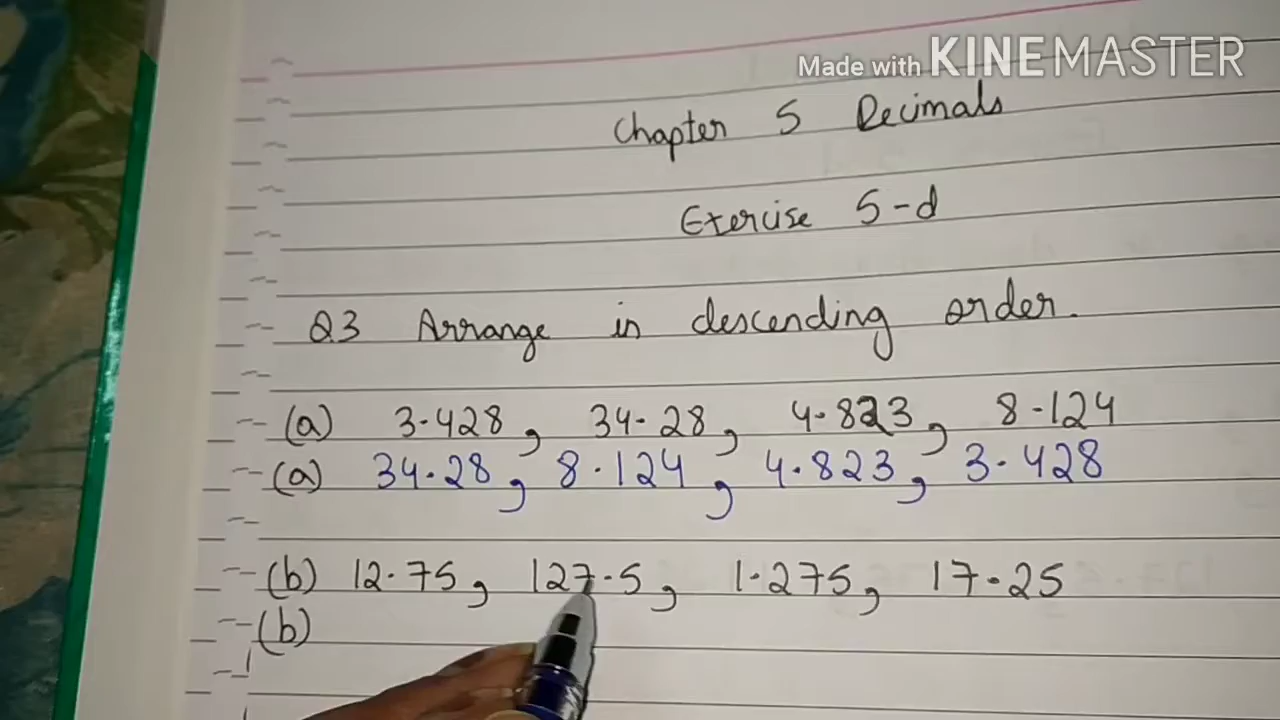 Made with KINEMASTER
Chapter 5 Decimals
Exercise 5-d
Q3 Arrange in descending order.
(a) 3.428, 34.28, 4.823, 8.124
(a) 34.28, 8.124, 4.823, 3.428
(b) 12.75, 127.5, 1.275, 17.25
(b)